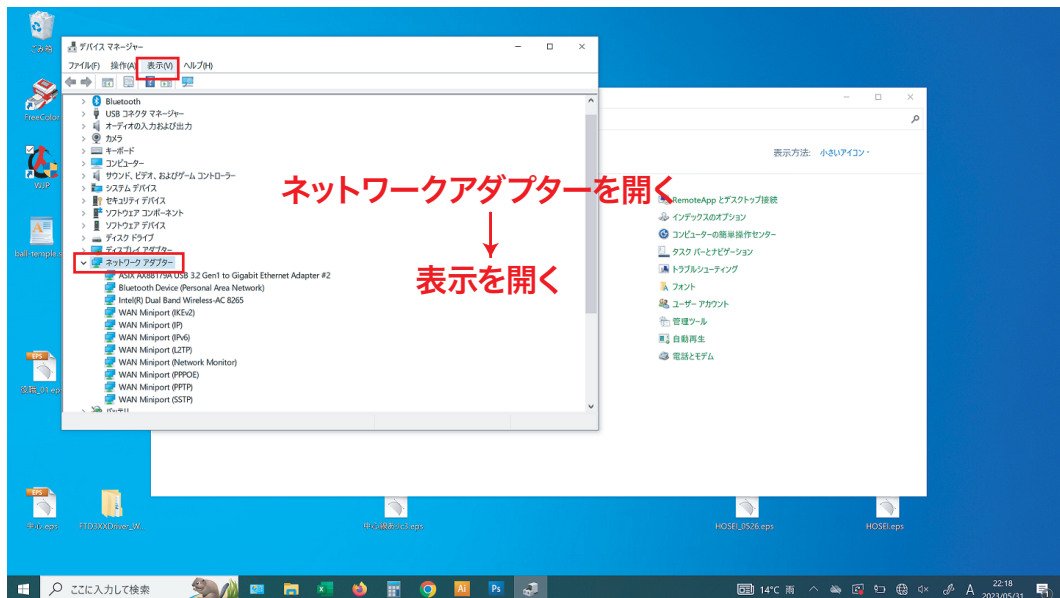 ごみ箱
FreeColor
WJP
ball-temple.s
EPS
EPS
中心.eps
FTD3XXDriver_W...
HOSEI_0526.eps
HOSEI.eps
デバイス マネージャー
ファイル(F) 操作(A) 表示(V) ヘルプ(H)
Bluetooth
USB コネクタ マネージャー
オーディオの入力および出力
カメラ
キーボード
コンピューター
サウンド、ビデオ、およびゲーム コントローラー
システム デバイス
セキュリティ デバイス
ソフトウェア コンポーネント
ソフトウェア デバイス
ディスク ドライブ
ディスプレイ アダプター
ネットワーク アダプター
ASIX AX88179A USB 3.2 Gen1 to Gigabit Ethernet Adapter #2
Bluetooth Device (Personal Area Network)
Intel(R) Dual Band Wireless-AC 8265
WAN Miniport (IKEv2)
WAN Miniport (IP)
WAN Miniport (IPv6)
WAN Miniport (L2TP)
WAN Miniport (Network Monitor)
WAN Miniport (PPPOE)
WAN Miniport (PPTP)
WAN Miniport (SSTP)
バッテリ
ネットワークアダプターを開く
↓
表示を開く
表示方法: 小さいアイコン
RemoteApp とデスクトップ接続
インデックスのオプション
コンピューターの簡単操作センター
タスク バーとナビゲーション
トラブルシューティング
フォント
ユーザー アカウント
管理ツール
自動再生
電話とモデム
ここに入力して検索
Ai
Ps
14°C 雨
A
22:18
2023/05/31